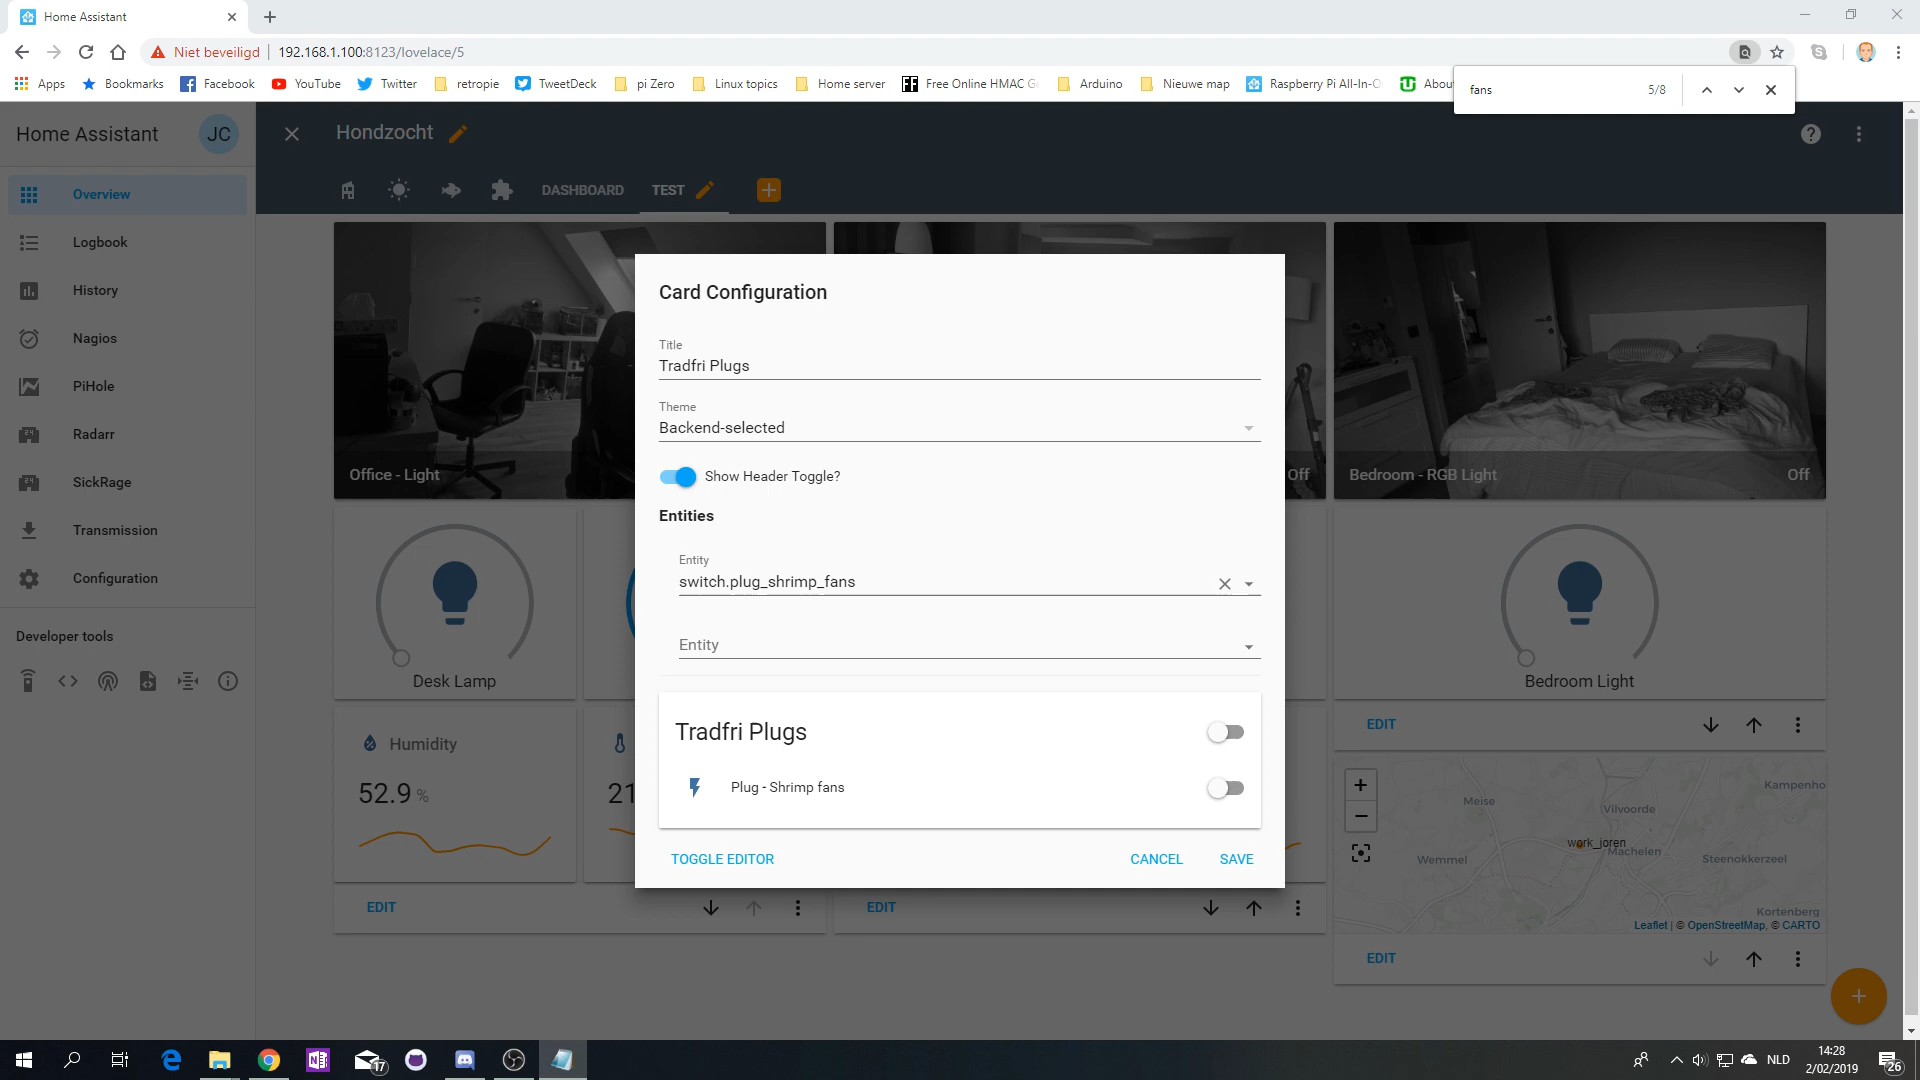 Home Assistant
Niet beveiligd
192.168.1.100:8123/lovelace/5
Apps
Bookmarks
Facebook
YouTube
Twitter
retropie
TweetDeck
pi Zero
Linux topics
Home server
Free Online HMAC G
Arduino
Nieuwe map
Raspberry Pi All-In-O
Abou
fans
5/8
Home Assistant
JC
Hondzocht
Overview
DASHBOARD
TEST
Logbook
History
Nagios
PiHole
Radarr
SickRage
Transmission
Configuration
Developer tools
Office - Light
Off
Bedroom - RGB Light
Off
Card Configuration
Title
Tradfri Plugs
Theme
Backend-selected
Show Header Toggle?
Entities
Entity
switch.plug_shrimp_fans
Entity
Tradfri Plugs
Plug - Shrimp fans
TOGGLE EDITOR
CANCEL
SAVE
Desk Lamp
Bedroom Light
Humidity
52.9 %
21
EDIT
EDIT
EDIT
Kampenho
Meise
Vilvoorde
work_joren
Machelen
Wemmel
Steenokkerzeel
Kortenberg
Leaflet | © OpenStreetMap, © CARTO
EDIT
17
NLD
14:28
2/02/2019
26